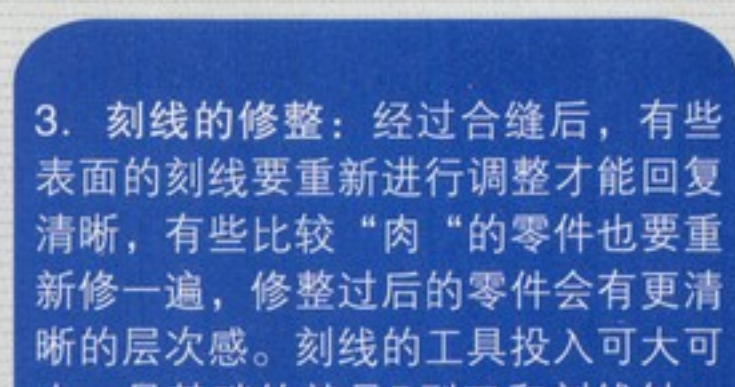 3. 刻线的修整：经过合缝后，有些
表面的刻线要重新进行调整才能回复
清晰，有些比较“肉“的零件也要重
新修一遍，修整过后的零件会有更清
晰的层次感。刻线的工具投入可大可